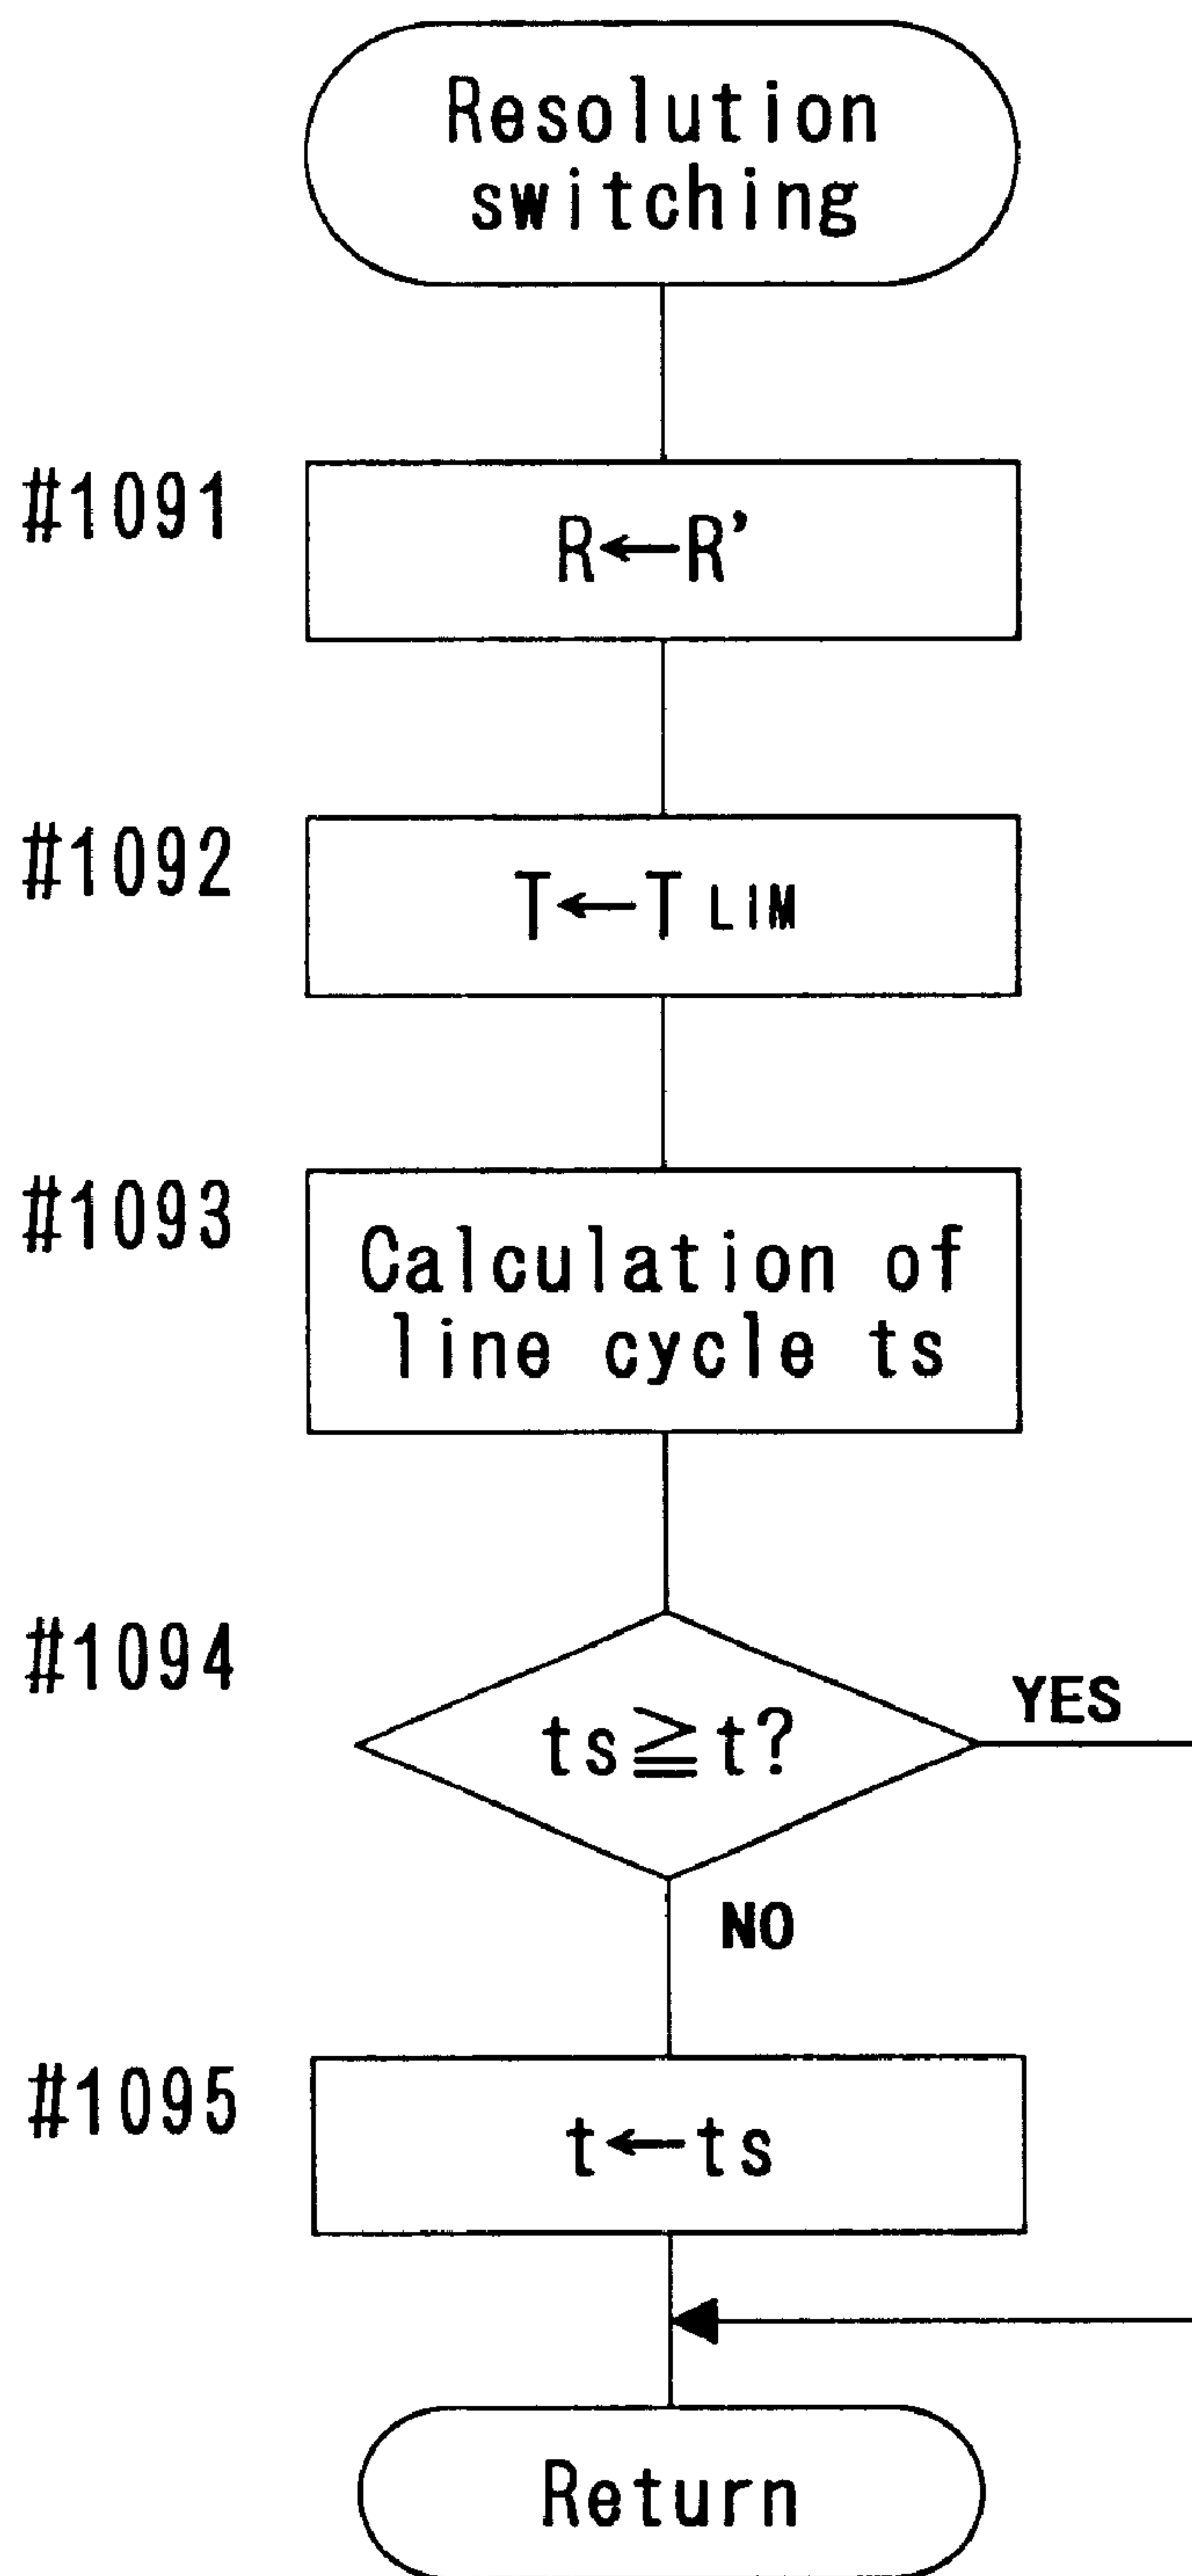 Resolution
switching
#1091
R←R'
#1092
T←T LIM
#1093
Calculation of
line cycle ts
#1094
ts≧t?
YES
NO
#1095
t←ts
Return